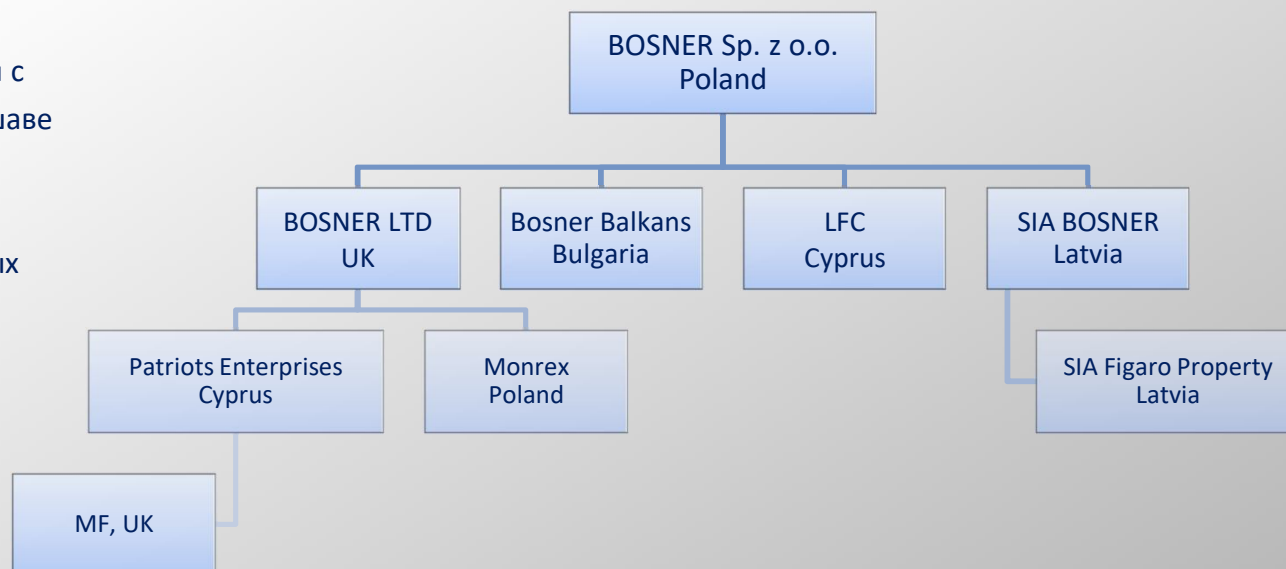 с
BOSNER Sp. z o.o.
Poland
BOSNER LTD
UK
Bosner Balkans
Bulgaria
LFC
Cyprus
SIA BOSNER
Latvia
Patriots Enterprises
Cyprus
Monrex
Poland
SIA Figaro Property
Latvia
MF, UK